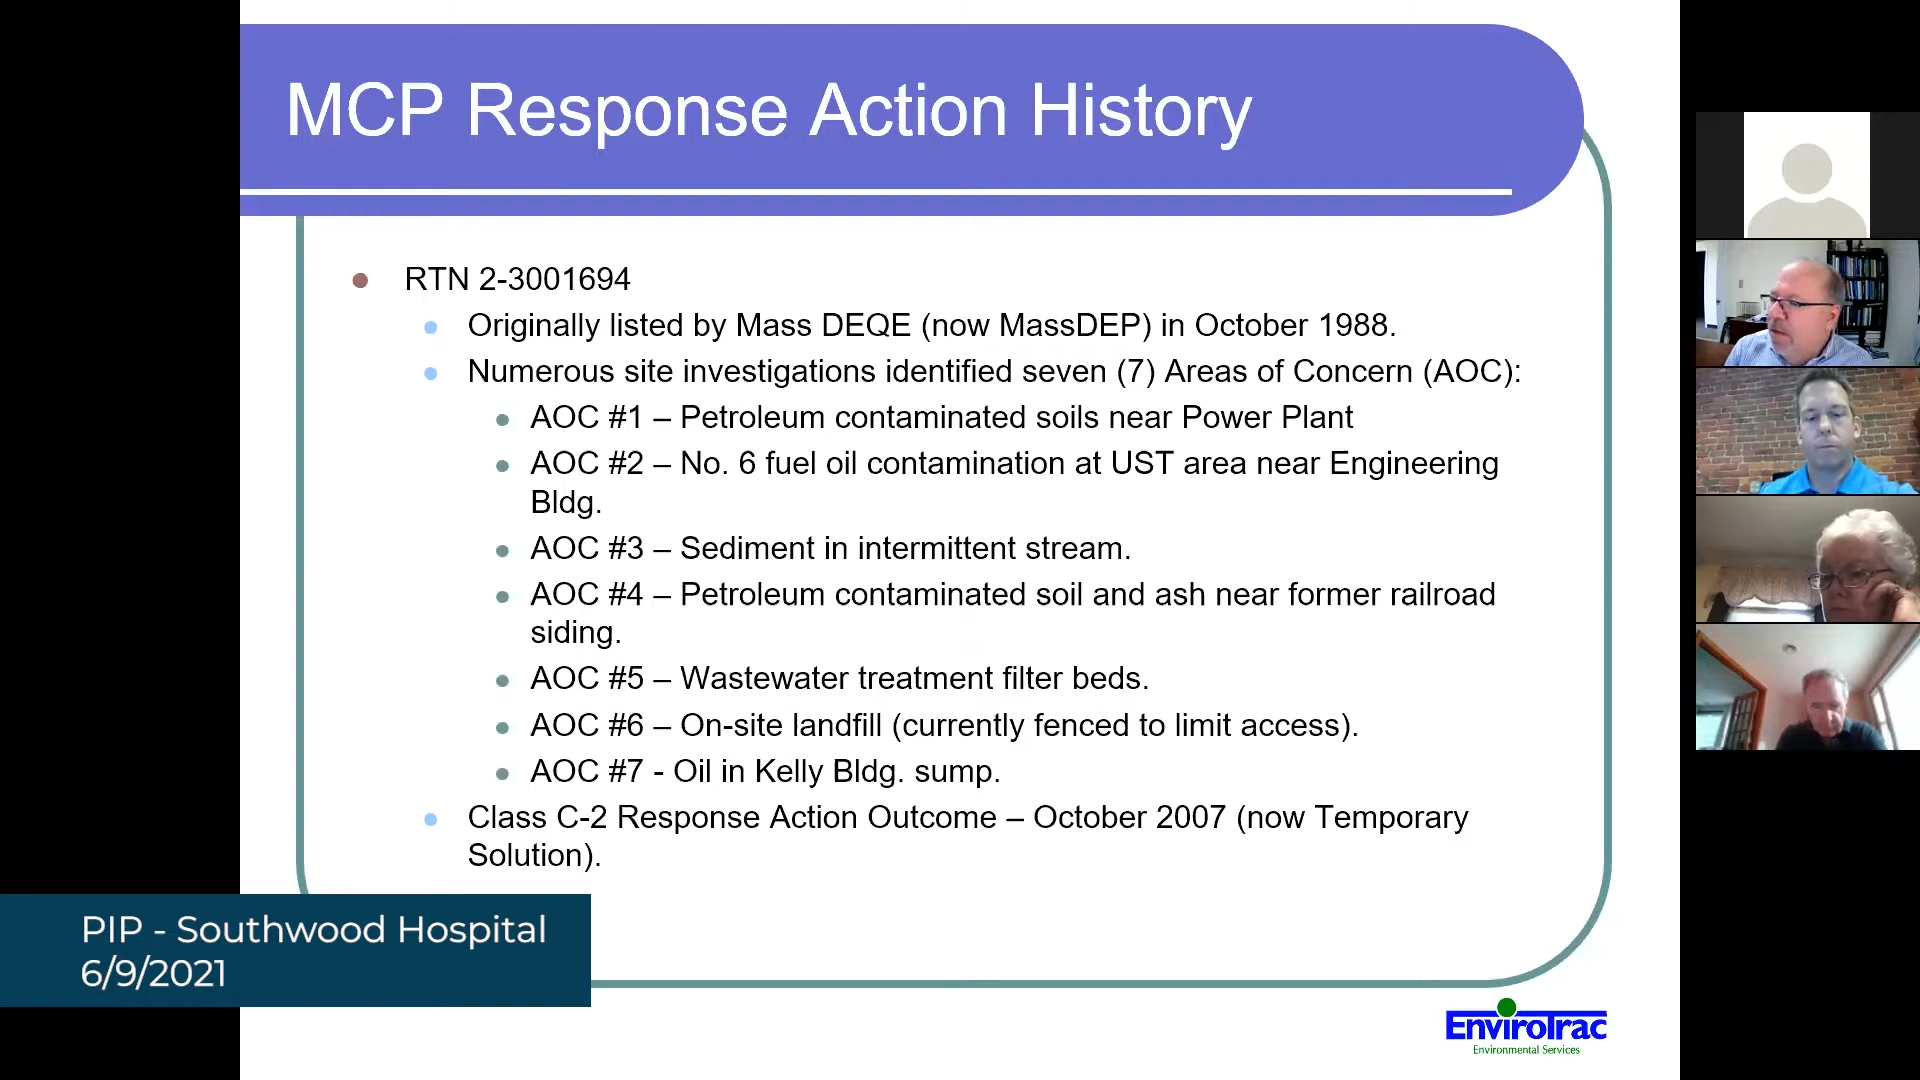 MCP Response Action History
RTN 2-3001694
Originally listed by Mass DEQE (now MassDEP) in October 1988.
Numerous site investigations identified seven (7) Areas of Concern (AOC):
AOC #1 – Petroleum contaminated soils near Power Plant
AOC #2 – No. 6 fuel oil contamination at UST area near Engineering
Bldg.
AOC #3 – Sediment in intermittent stream.
AOC #4 – Petroleum contaminated soil and ash near former railroad
siding.
AOC #5 – Wastewater treatment filter beds.
AOC #6 – On-site landfill (currently fenced to limit access).
AOC #7 - Oil in Kelly Bldg. sump.
Class C-2 Response Action Outcome – October 2007 (now Temporary
Solution).
PIP - Southwood Hospital
6/9/2021
EnviroTrac
Environmental Services